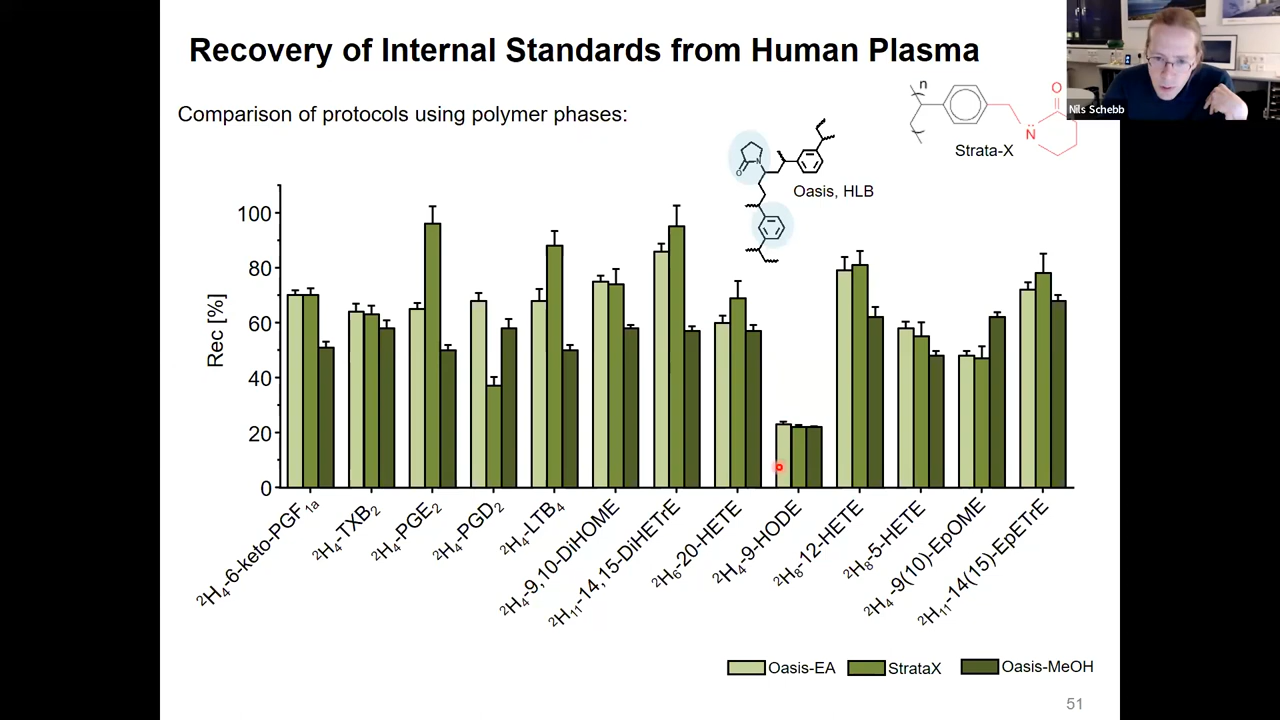 Recovery of Internal Standards from Human Plasma
Comparison of protocols using polymer phases:
n
O
N
Strata-X
Nils Schebb
N
O
Oasis, HLB
Rec [%]
100
80
60
40
20
0
²H₄-6-keto-PGF₁ₐ
²H₄-TXB₂
²H₄-PGE₂
²H₄-PGD₂
²H₄-LTB₄
²H₄-9,10-DiHOME
²H₁₁-14,15-DiHETrE
²H₆-20-HETE
²H₄-9-HODE
²H₈-12-HETE
²H₈-5-HETE
²H₄-9(10)-EpOME
²H₁₁-14(15)-EpETrE
Oasis-EA StrataX Oasis-MeOH
51